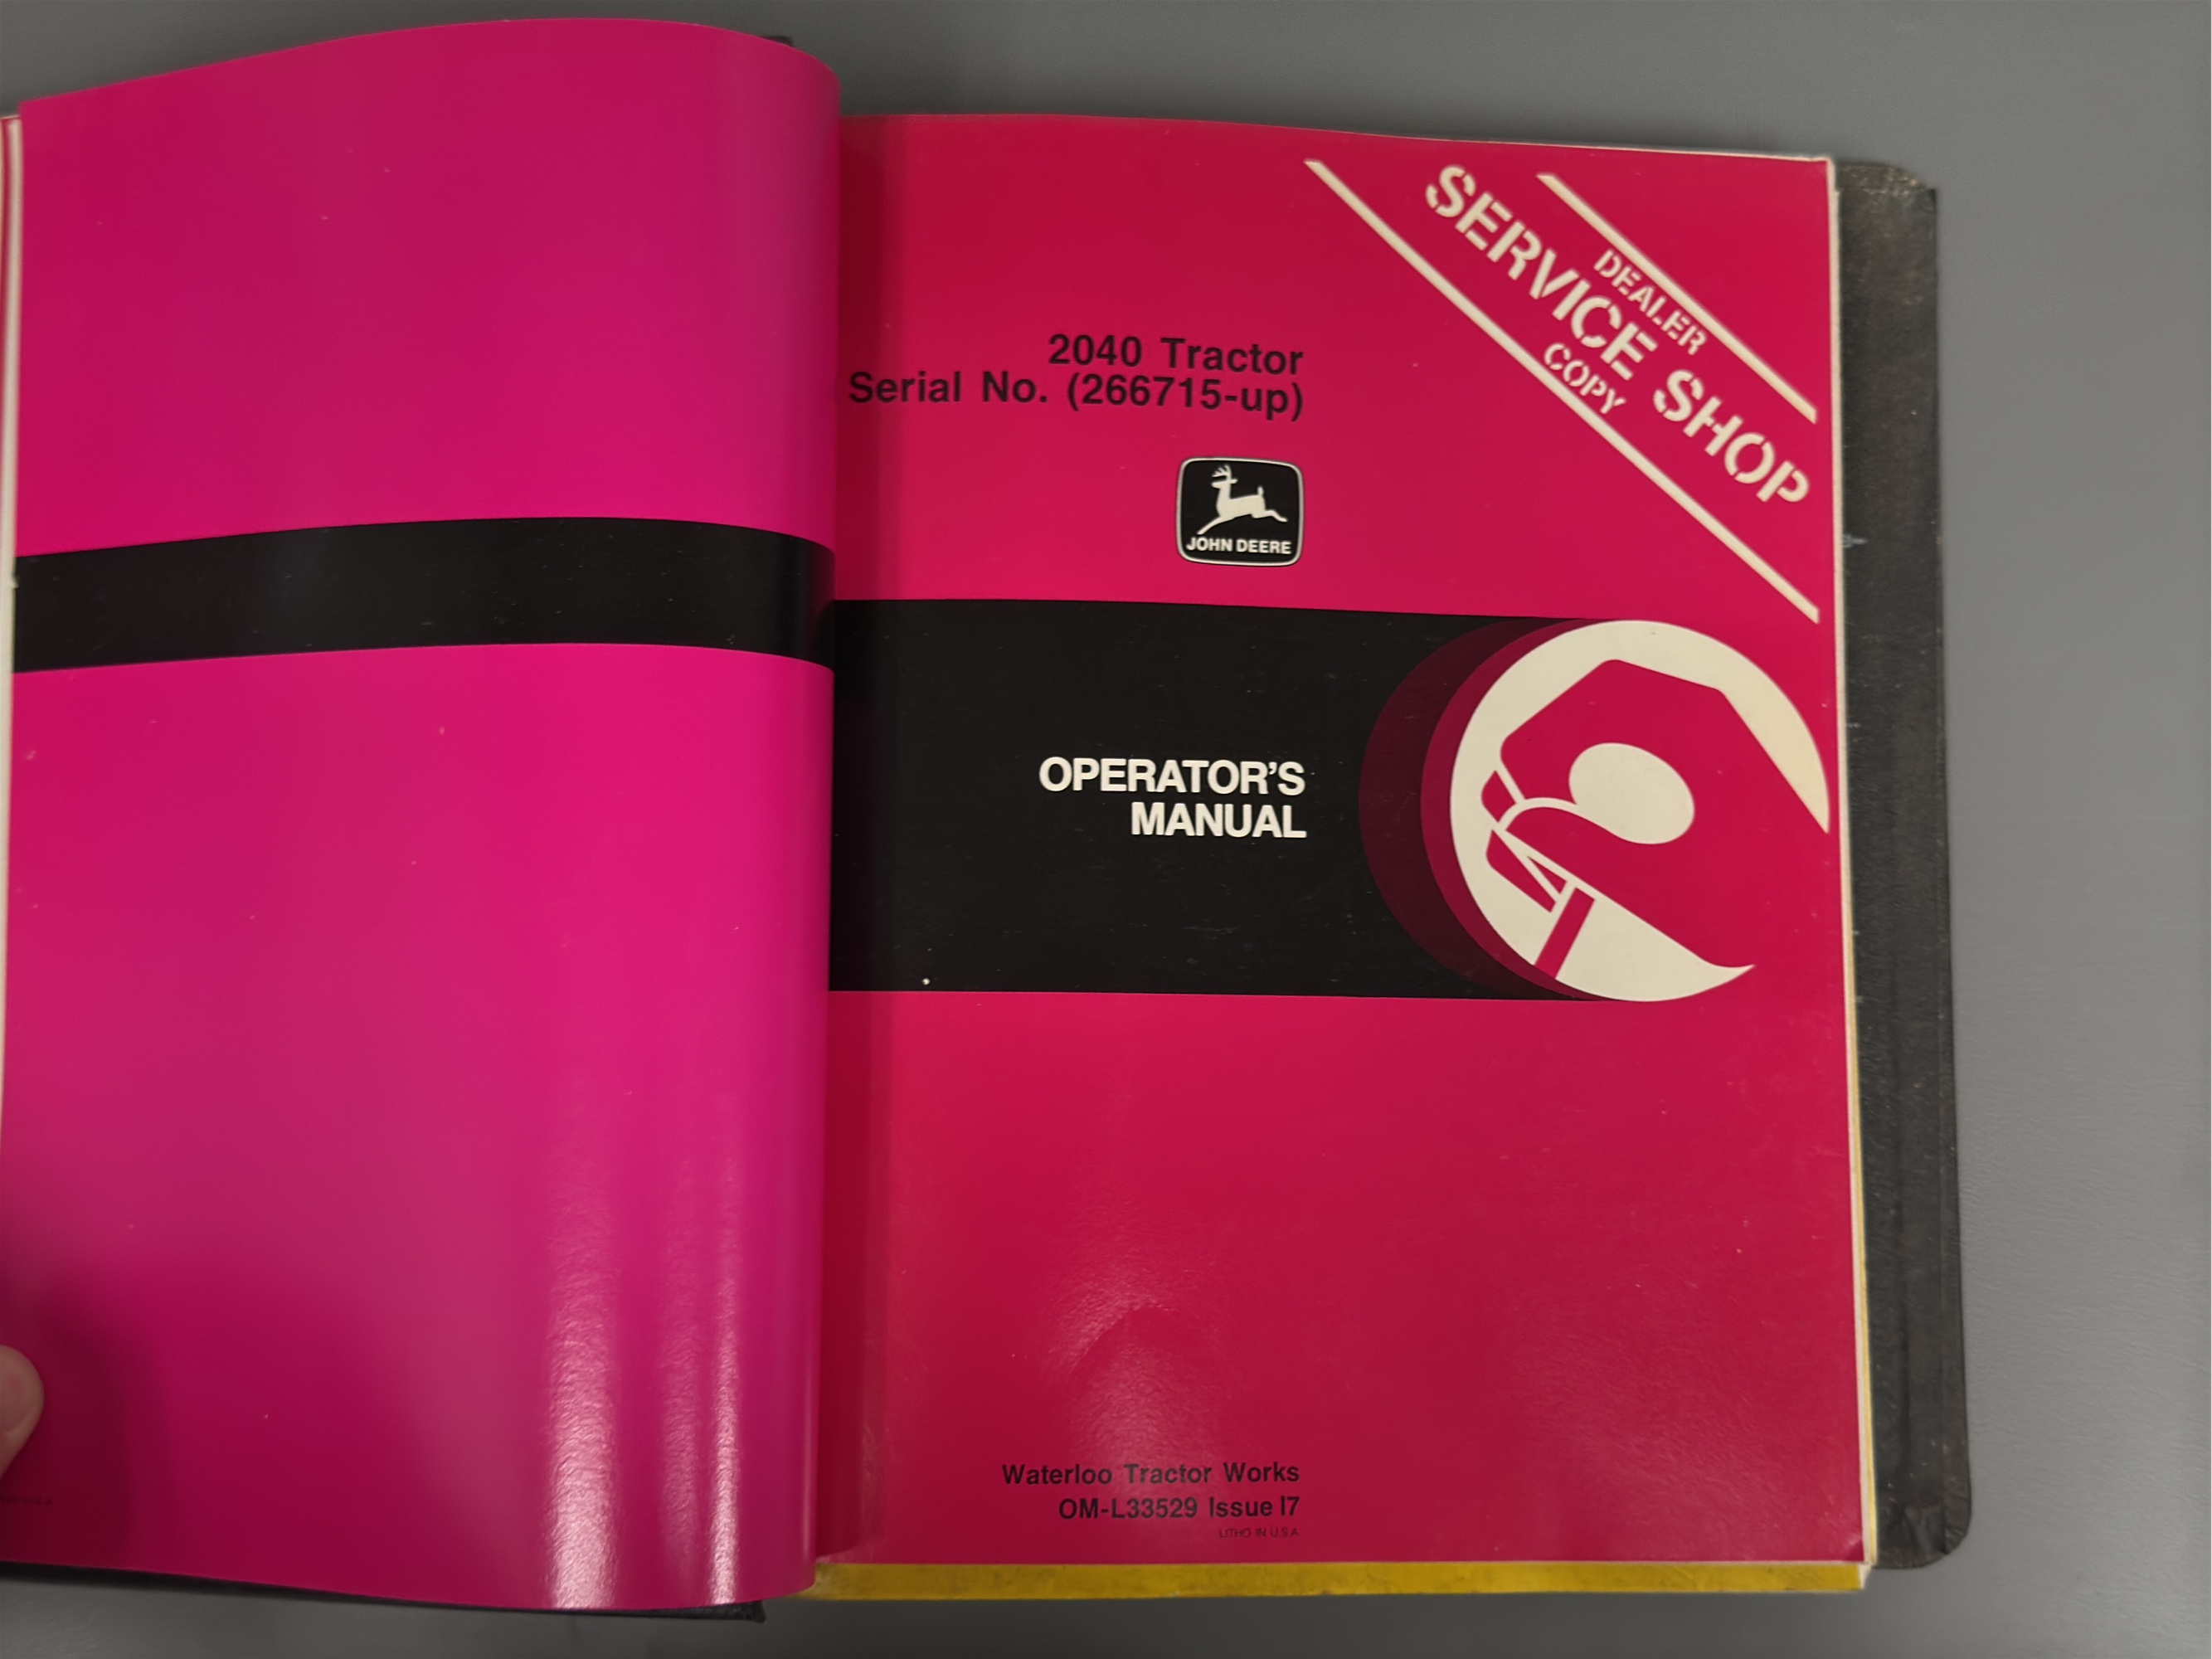 2040 Tractor
Serial No. (266715-up)
DEALER
SERVICE SHOP
COPY
JOHN DEERE
OPERATOR'S
MANUAL
Waterloo Tractor Works
OM-L33529 Issue I7
LITHO IN U.S.A.